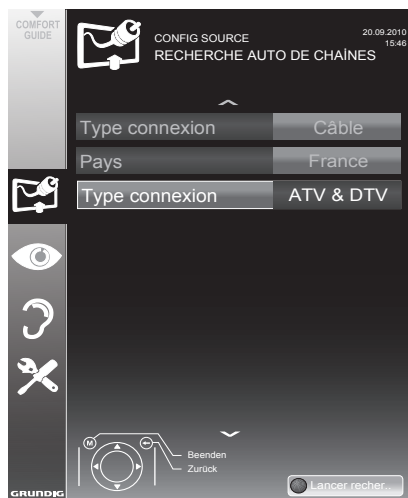 COMFORT
GUIDE
CONFIG SOURCE
20.09.2010
RECHERCHE AUTO DE CHAÎNES
15:46
Type connexion
Câble
Pays
France
Type connexion
ATV & DTV
M
Beenden
Zurück
Lancer recher..
GRUNDIG